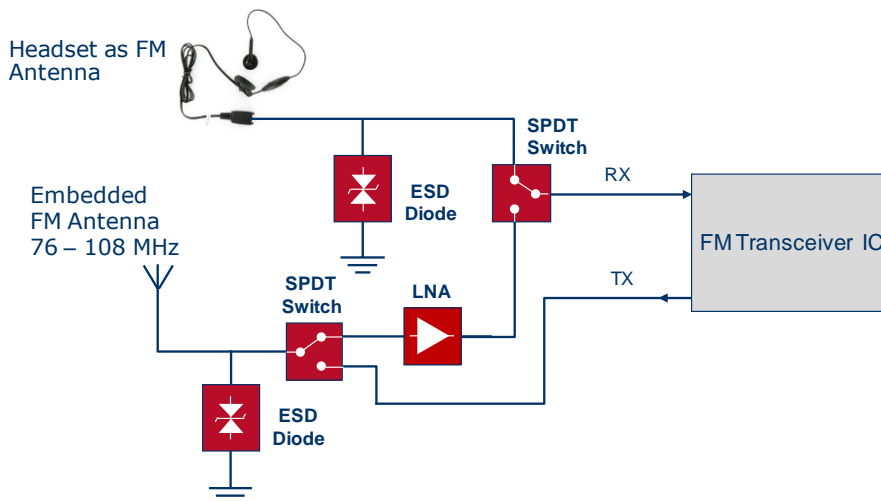 Headset as FM
Antenna
SPDT
Switch
ESD
Diode
RX
FM Transceiver IC
Embedded
FM Antenna
76 – 108 MHz
SPDT
Switch
LNA
TX
ESD
Diode